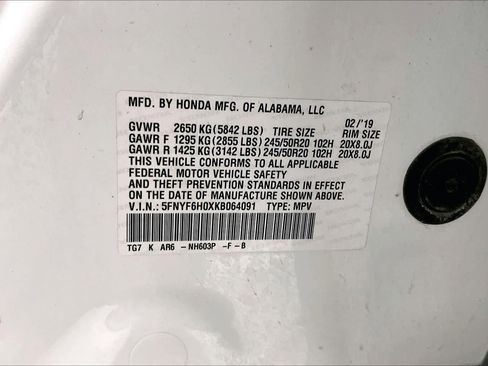 MFD. BY HONDA MFG. OF ALABAMA, LLC
02/'19
GVWR 2650 KG(5842 LBS) TIRE SIZE RIM SIZE
GAWR F 1295 KG(2855 LBS)245/50R20 102H 20X8.0J
GAWR R 1425 KG(3142 LBS)245/50R20 102H 20X8.0J
THIS VEHICLE CONFORMS TO ALL APPLICABLE
FEDERAL MOTOR VEHICLE SAFETY
AND THEFT PREVENTION STANDARDS IN EFFECT
ON THE DATE OF MANUFACTURE SHOWN ABOVE.
V.I.N.: 5FNYF6H0XKB064091 TYPE: MPV
TG7 K AR6 -NH603P -F-B